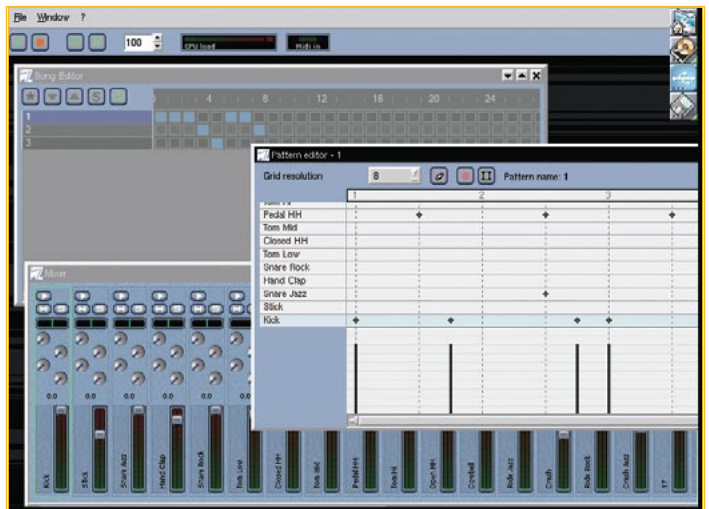 File Window ?
100
CPU load
Midi in
Song Editor
S
4 8 12 16 20 24
1
2
3
Pattern editor - 1
Grid resolution
8
Pattern name: 1
1 2 3
Tom Hi
Pedal HH
Tom Mid
Closed HH
Tom Low
Snare Rock
Hand Clap
Snare Jazz
Stick
Kick
Mixer
M S M S M S M S M S
0.0 0.0 0.0 0.0 0.0 0.0
Kick
Stick
Snare Jazz
Hand Clap
Snare Rock
Tom Low
Closed HH
Tom Mid
Pedal HH
Tom Hi
Open HH
Cowbell
Ride Jazz
Crash
Ride Rock
Crash Jazz
17